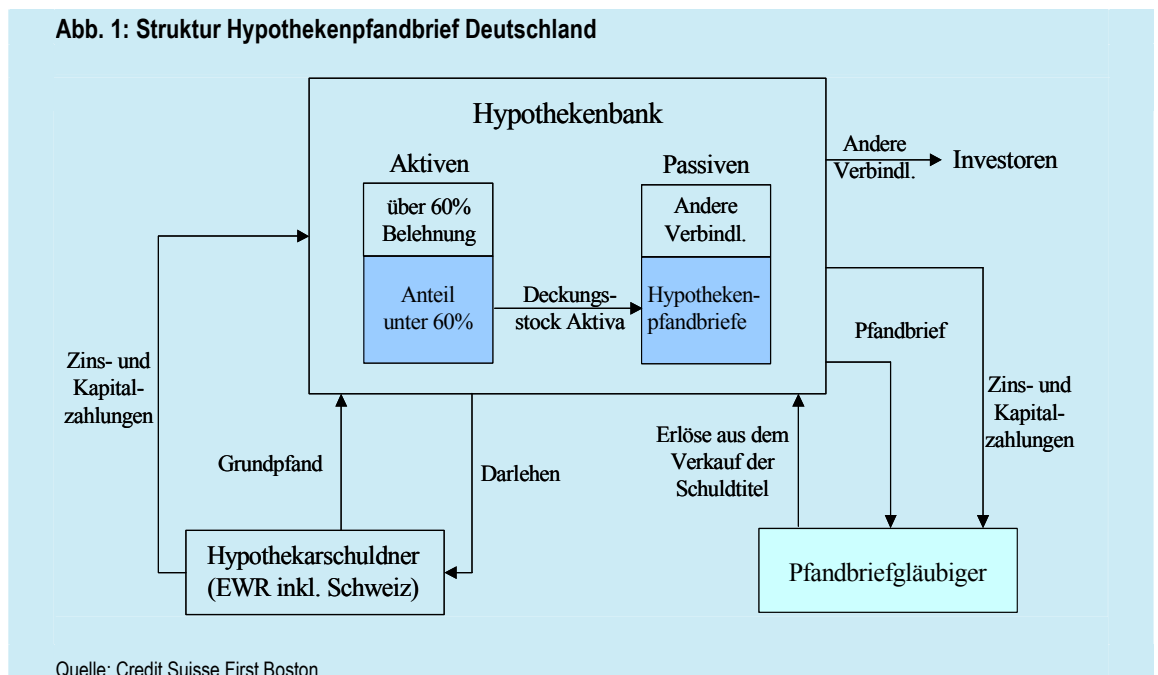 Abb. 1: Struktur Hypothekenpfandbrief Deutschland
Hypothekenbank
Aktiven
Passiven
über 60%
Belehnung
Anteil
unter 60%
Deckungs-
stock Aktiva
Andere
Verbindl.
Hypotheken-
pfandbriefe
Andere
Verbindl.
Investoren
Zins- und
Kapital-
zahlungen
Grundpfand
Darlehen
Erlöse aus dem
Verkauf der
Schuldtitel
Pfandbrief
Zins- und
Kapital-
zahlungen
Hypothekarschuldner
(EWR inkl. Schweiz)
Pfandbriefgläubiger
Quelle: Credit Suisse First Boston